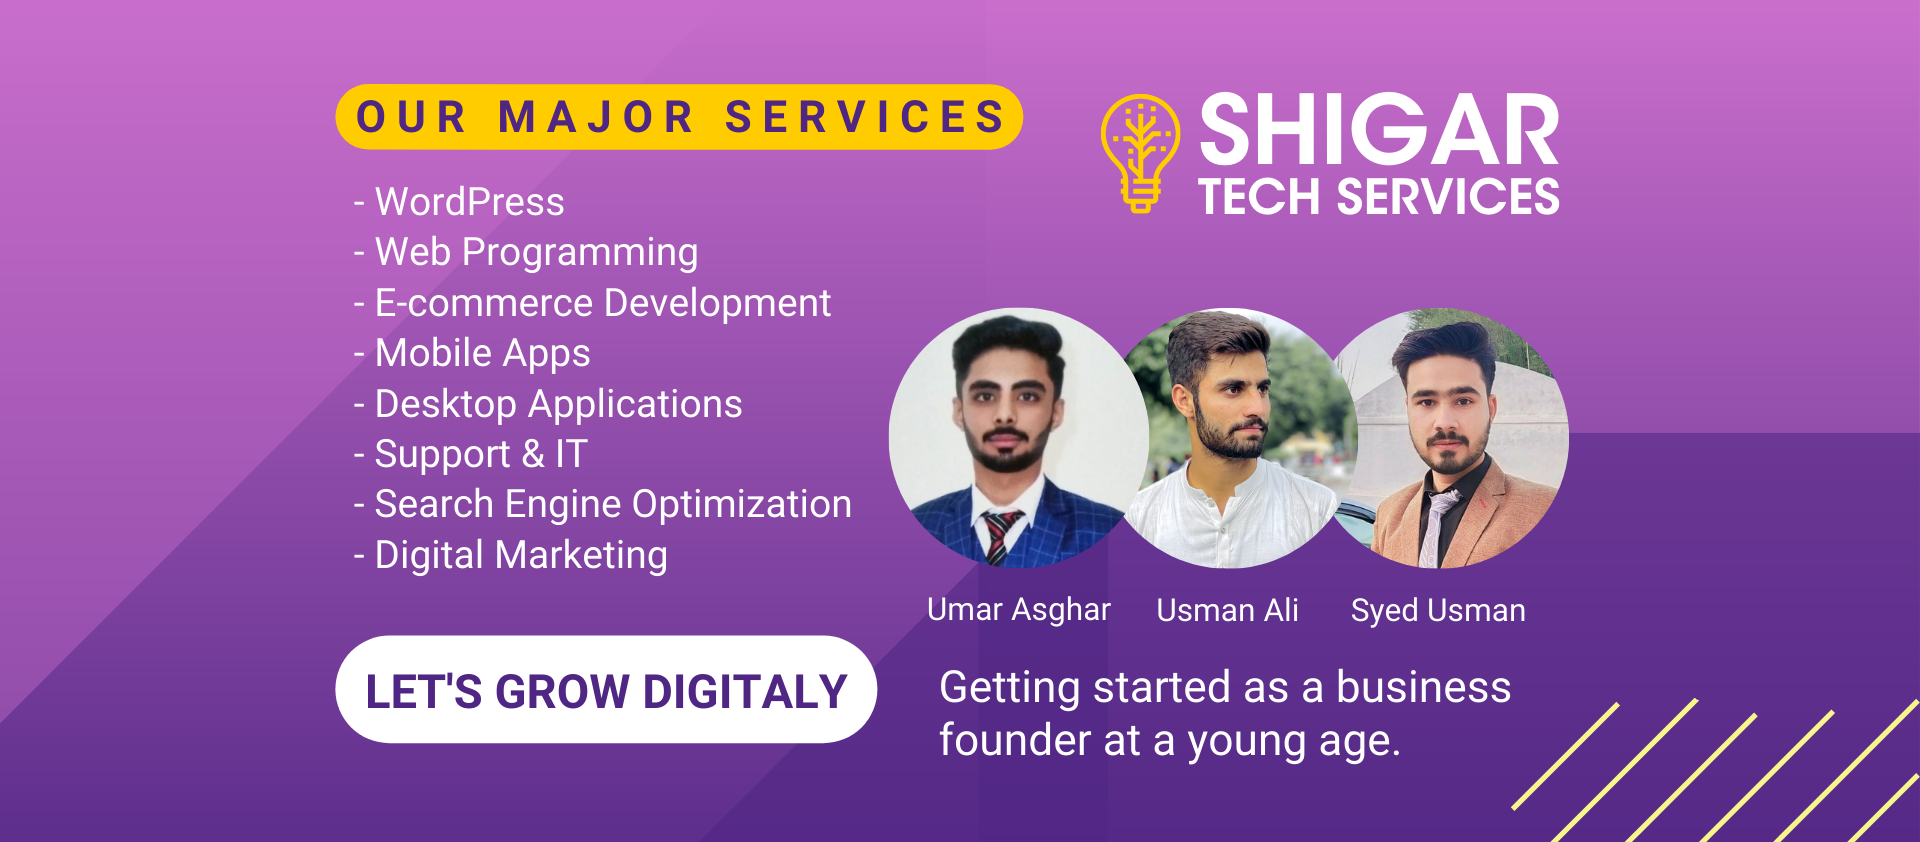 OUR MAJOR SERVICES
- WordPress
- Web Programming
- E-commerce Development
- Mobile Apps
- Desktop Applications
- Support & IT
- Search Engine Optimization
- Digital Marketing
LET'S GROW DIGITALY
SHIGAR
TECH SERVICES
Umar Asghar
Usman Ali
Syed Usman
Getting started as a business
founder at a young age.